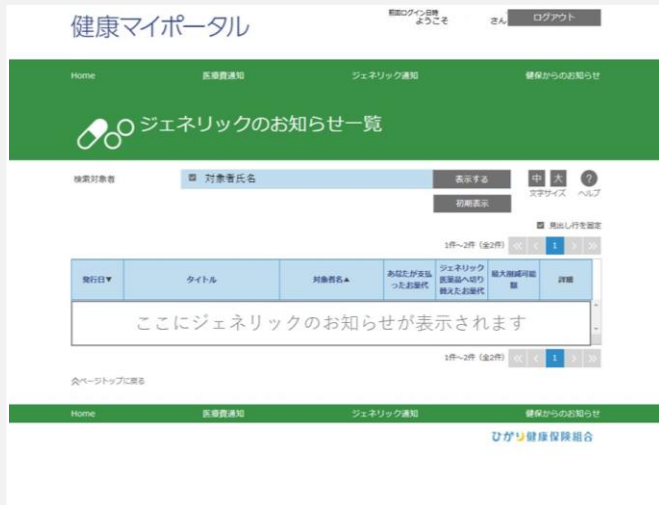 健康マイポータル
前回ログイン日時
ようこそ さん ログアウト
Home 医療費通知 ジェネリック通知 健保からのお知らせ
ジェネリックのお知らせ一覧
検索対象者 対象者氏名 表示する 中 大 ?
文字サイズ ヘルプ
初期表示
見出し行を固定
1件～2件 (全2件) << < 1 > >>
発行日▼ タイトル 対象者名▲ あなたが支払ったお薬代 ジェネリック医薬品へ切り替えたお薬代 最大削減可能額 詳細
ここにジェネリックのお知らせが表示されます
1件～2件 (全2件) << < 1 > >>
ページトップに戻る
Home 医療費通知 ジェネリック通知 健保からのお知らせ
ひかり健康保険組合